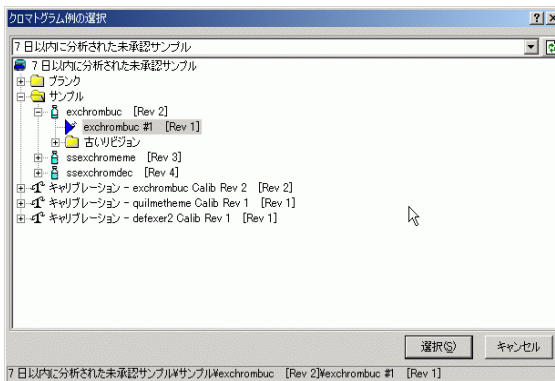 クロマトグラム例の選択
7 日以内に分析された未承認サンプル
7 日以内に分析された未承認サンプル
ブランク
サンプル
exchrombuc [Rev 2]
exchrombuc #1 [Rev 1]
古いリビジョン
ssexchromeme [Rev 3]
ssexchromdec [Rev 4]
キャリブレーション - exchrombuc Calib Rev 2 [Rev 2]
キャリブレーション - quilmetheme Calib Rev 1 [Rev 1]
キャリブレーション - defexer2 Calib Rev 1 [Rev 1]
選択(S) キャンセル
7 日以内に分析された未承認サンプル¥サンプル¥exchrombuc [Rev 2]¥exchrombuc #1 [Rev 1]